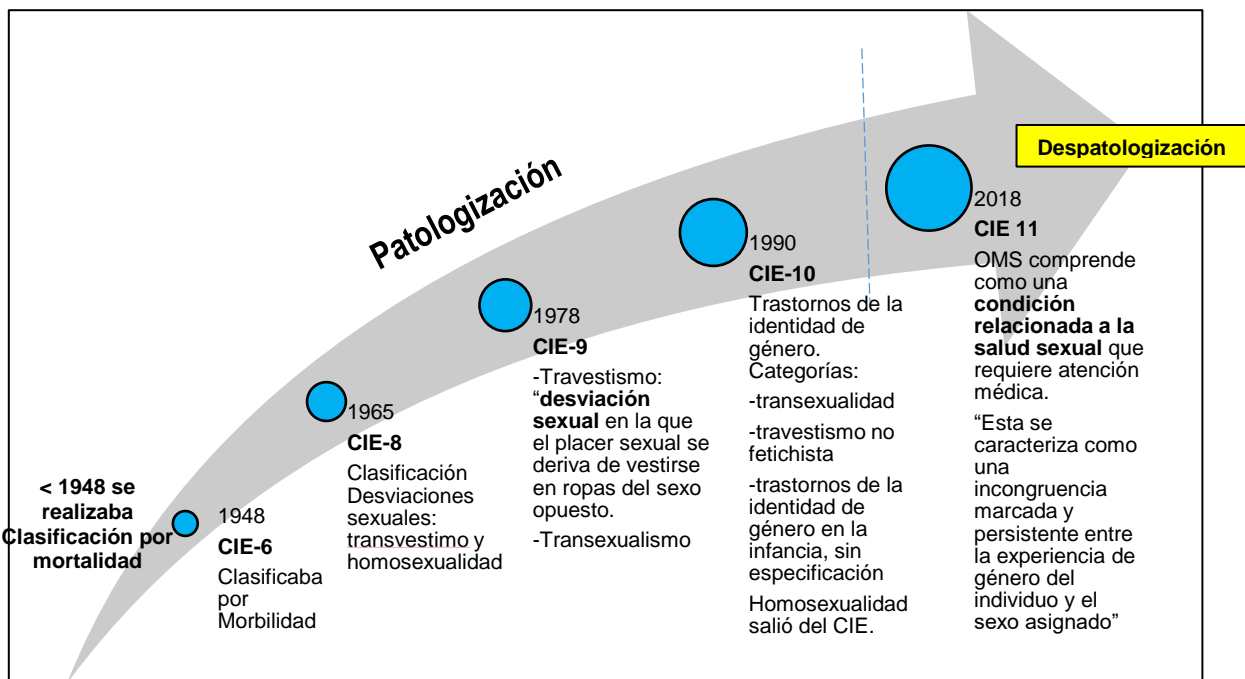 Patologización
Despatologización
< 1948 se
realizaba
Clasificación por
mortalidad
1948
CIE-6
Clasificaba
por
Morbilidad
1965
CIE-8
Clasificación
Desviaciones
sexuales:
transvestimo y
homosexualidad
1978
CIE-9
-Travestismo:
“desviación
sexual en la que
el placer sexual se
deriva de vestirse
en ropas del sexo
opuesto.
-Transexualismo
1990
CIE-10
Trastornos de la
identidad de
género.
Categorías:
-transexualidad
-travestismo no
fetichista
-trastornos de la
identidad de
género en la
infancia, sin
especificación
Homosexualidad
salió del CIE.
2018
CIE 11
OMS comprende
como una
condición
relacionada a la
salud sexual que
requiere atención
médica.
“Esta se
caracteriza como
una
incongruencia
marcada y
persistente entre
la experiencia de
género del
individuo y el
sexo asignado”